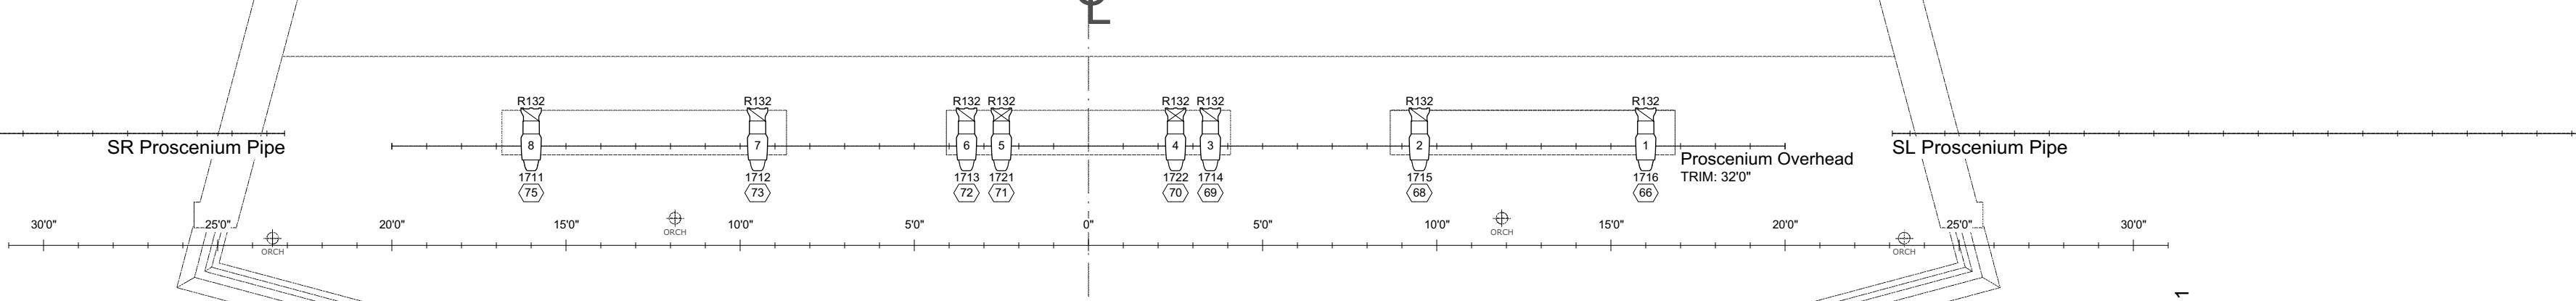 L
R132 R132 R132 R132 R132 R132 R132 R132
8 7 6 5 4 3 2 1
SR Proscenium Pipe
SL Proscenium Pipe
Proscenium Overhead
TRIM: 32'0"
1711 1712 1713 1721 1722 1714 1715 1716
75 73 72 71 70 69 68 66
30'0" 25'0" 20'0" 15'0" 10'0" 5'0" 0" 5'0" 10'0" 15'0" 20'0" 25'0" 30'0"
ORCH ORCH ORCH ORCH
1